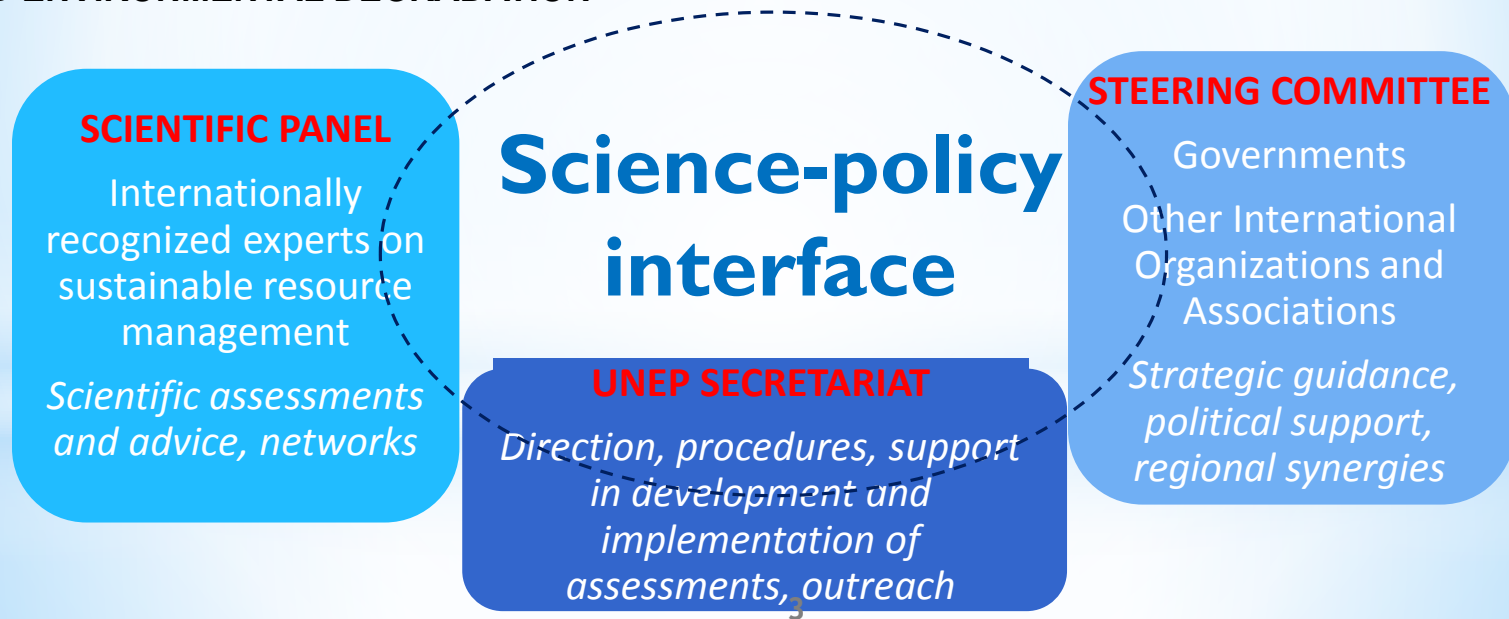 ENVIRONMENTAL DEGRADATION
SCIENTIFIC PANEL
Internationally
recognized experts on
sustainable resource
management
Scientific assessments
and advice, networks
Science-policy
interface
UNEP SECRETARIAT
Direction, procedures, support
in development and
implementation of
assessments, outreach
STEERING COMMITTEE
Governments
Other International
Organizations and
Associations
Strategic guidance,
political support,
regional synergies
3